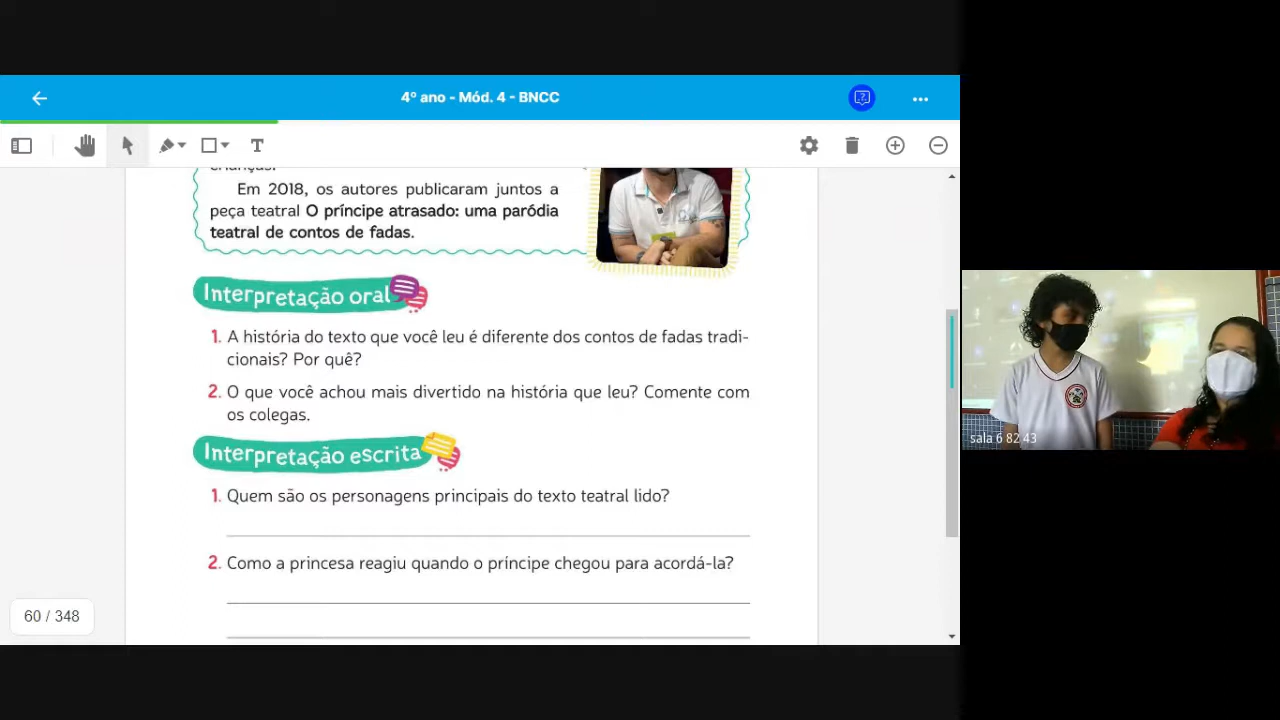 4º ano - Mód. 4 - BNCC
Em 2018, os autores publicaram juntos a
peça teatral O príncipe atrasado: uma paródia
teatral de contos de fadas.
Interpretação oral
1. A história do texto que você leu é diferente dos contos de fadas tradi-
cionais? Por quê?
2. O que você achou mais divertido na história que leu? Comente com
os colegas.
Interpretação escrita
1. Quem são os personagens principais do texto teatral lido?
2. Como a princesa reagiu quando o príncipe chegou para acordá-la?
60 / 348
sala 6 82 43